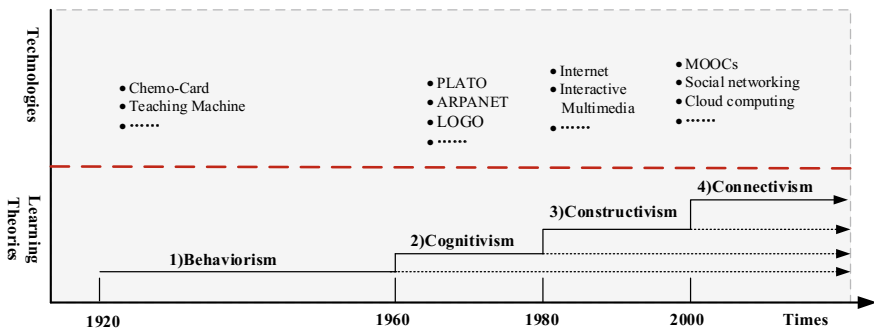 Technologies
• Chemo-Card
• Teaching Machine
• ······
• PLATO
• ARPANET
• LOGO
• ······
• Internet
• Interactive
Multimedia
• ······
• MOOCs
• Social networking
• Cloud computing
• ······
Learning
Theories
1)Behaviorism
2)Cognitivism
3)Constructivism
4)Connectivism
1920
1960
1980
2000
Times